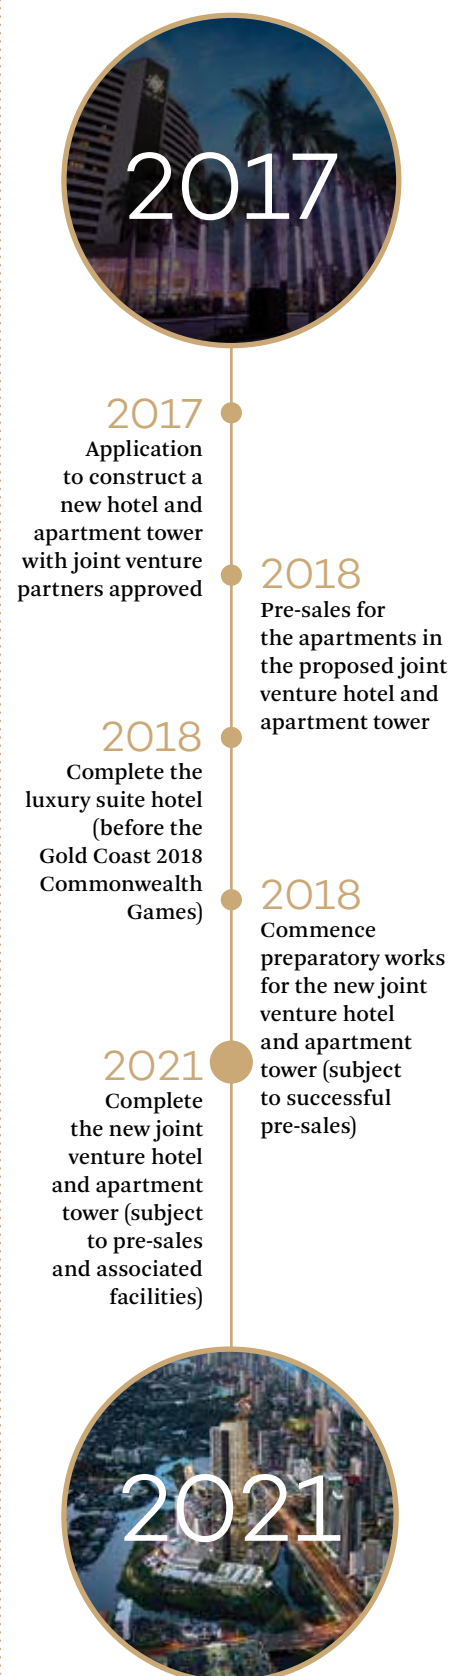 2017
2017
Application
to construct a
new hotel and
apartment tower
with joint venture
partners approved
2018
Pre-sales for
the apartments in
the proposed joint
venture hotel and
apartment tower
2018
Complete the
luxury suite hotel
(before the
Gold Coast 2018
Commonwealth
Games)
2018
Commence
preparatory works
for the new joint
venture hotel
and apartment
tower (subject
to successful
pre-sales)
2021
Complete
the new joint
venture hotel
and apartment
tower (subject
to pre-sales
and associated
facilities)
2021